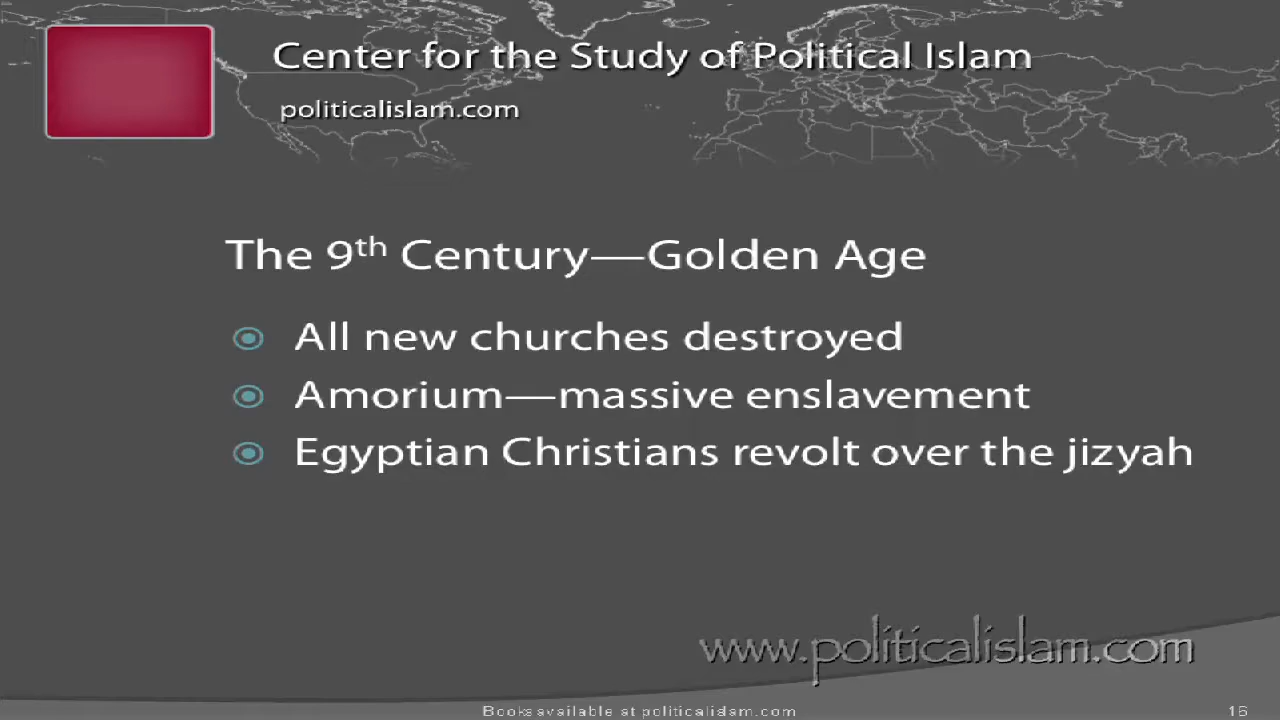 Center for the Study of Political Islam
politicalislam.com
The 9th Century—Golden Age
All new churches destroyed
Amorium—massive enslavement
Egyptian Christians revolt over the jizyah
www.politicalislam.com
Books available at politicalislam.com
16